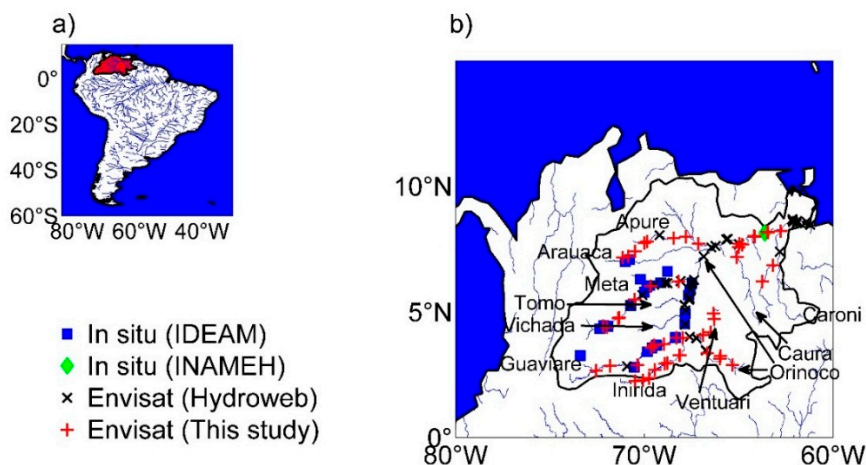 a)
0°
20°S
40°S
60°S
80°W 60°W 40°W
In situ (IDEAM)
In situ (INAMEH)
Envisat (Hydroweb)
Envisat (This study)
b)
10°N
5°N
0°
80°W 70°W 60°W
Apure
Arauaca
Meta
Tomo
Vichada
Guaviare
Inirida
Ventuari
Caroni
Caura
Orinoco